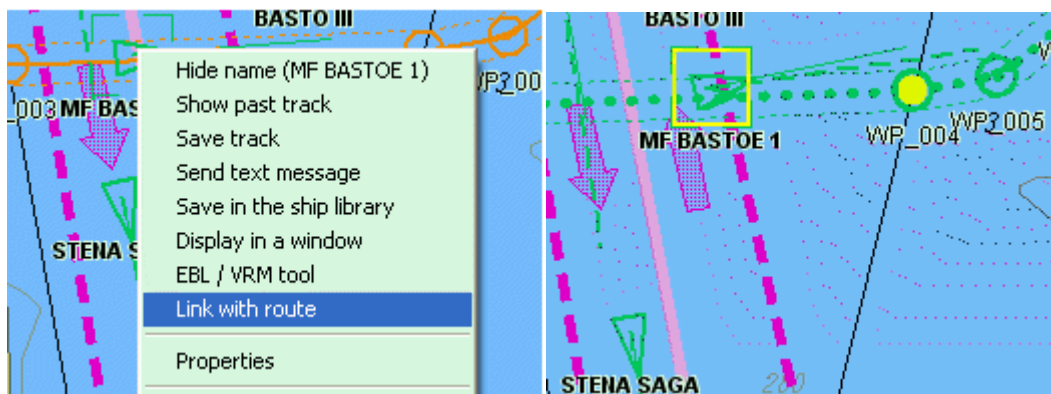 BASTO III
_003 MF BAS
Hide name (MF BASTOE 1)
Show past track
Save track
Send text message
Save in the ship library
Display in a window
EBL / VRM tool
Link with route
Properties
STENA S
BASTO III
MF BASTOE 1
WP_004
STENA SAGA
200